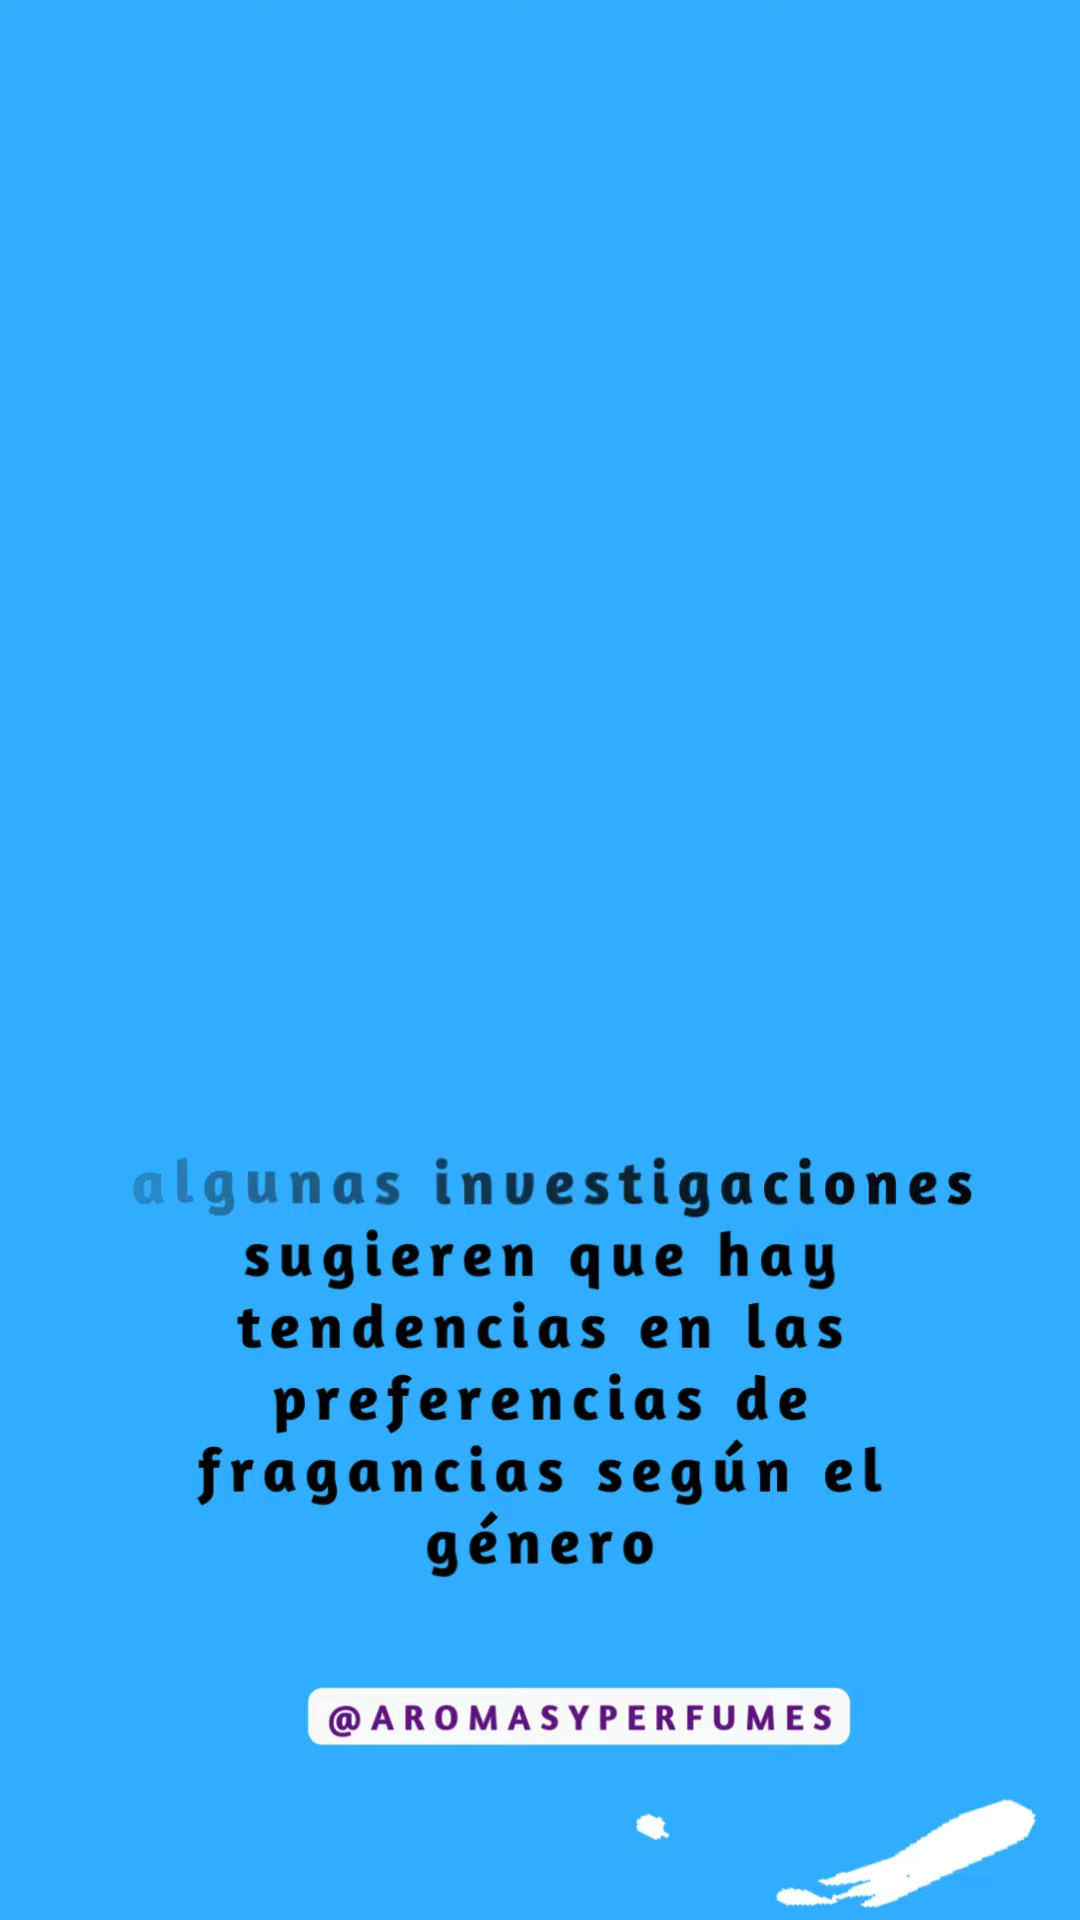 algunas investigaciones
sugieren que hay
tendencias en las
preferencias de
fragancias según el
género
@AROMASYPERFUMES